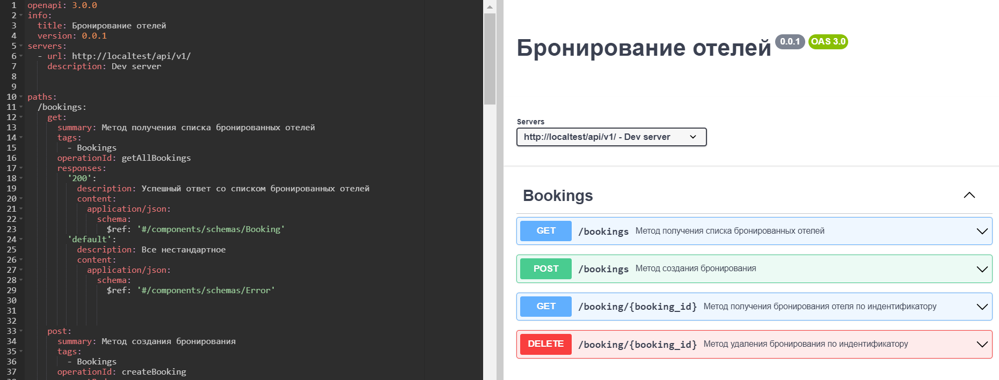 1 openapi: 3.0.0
2 info:
3 title: Бронирование отелей
4 version: 0.0.1
5 servers:
6 - url: http://localtest/api/v1/
7 description: Dev server
8
9
10 paths:
11 /bookings:
12 get:
13 summary: Метод получения списка бронированных отелей
14 tags:
15 - Bookings
16 operationId: getAllBookings
17 responses:
18 '200':
19 description: Успешный ответ со списком бронированных отелей
20 content:
21 application/json:
22 schema:
23 $ref: '#/components/schemas/Booking'
24 'default':
25 description: Все нестандартное
26 content:
27 application/json:
28 schema:
29 $ref: '#/components/schemas/Error'
30
31
32
33 post:
34 summary: Метод создания бронирования
35 tags:
36 - Bookings
37 operationId: createBooking
Бронирование отелей 0.0.1 OAS 3.0
Servers
http://localtest/api/v1/ - Dev server
Bookings
GET /bookings Метод получения списка бронированных отелей
POST /bookings Метод создания бронирования
GET /booking/{booking_id} Метод получения бронирования отеля по индентификатору
DELETE /booking/{booking_id} Метод удаления бронирования по индентификатору